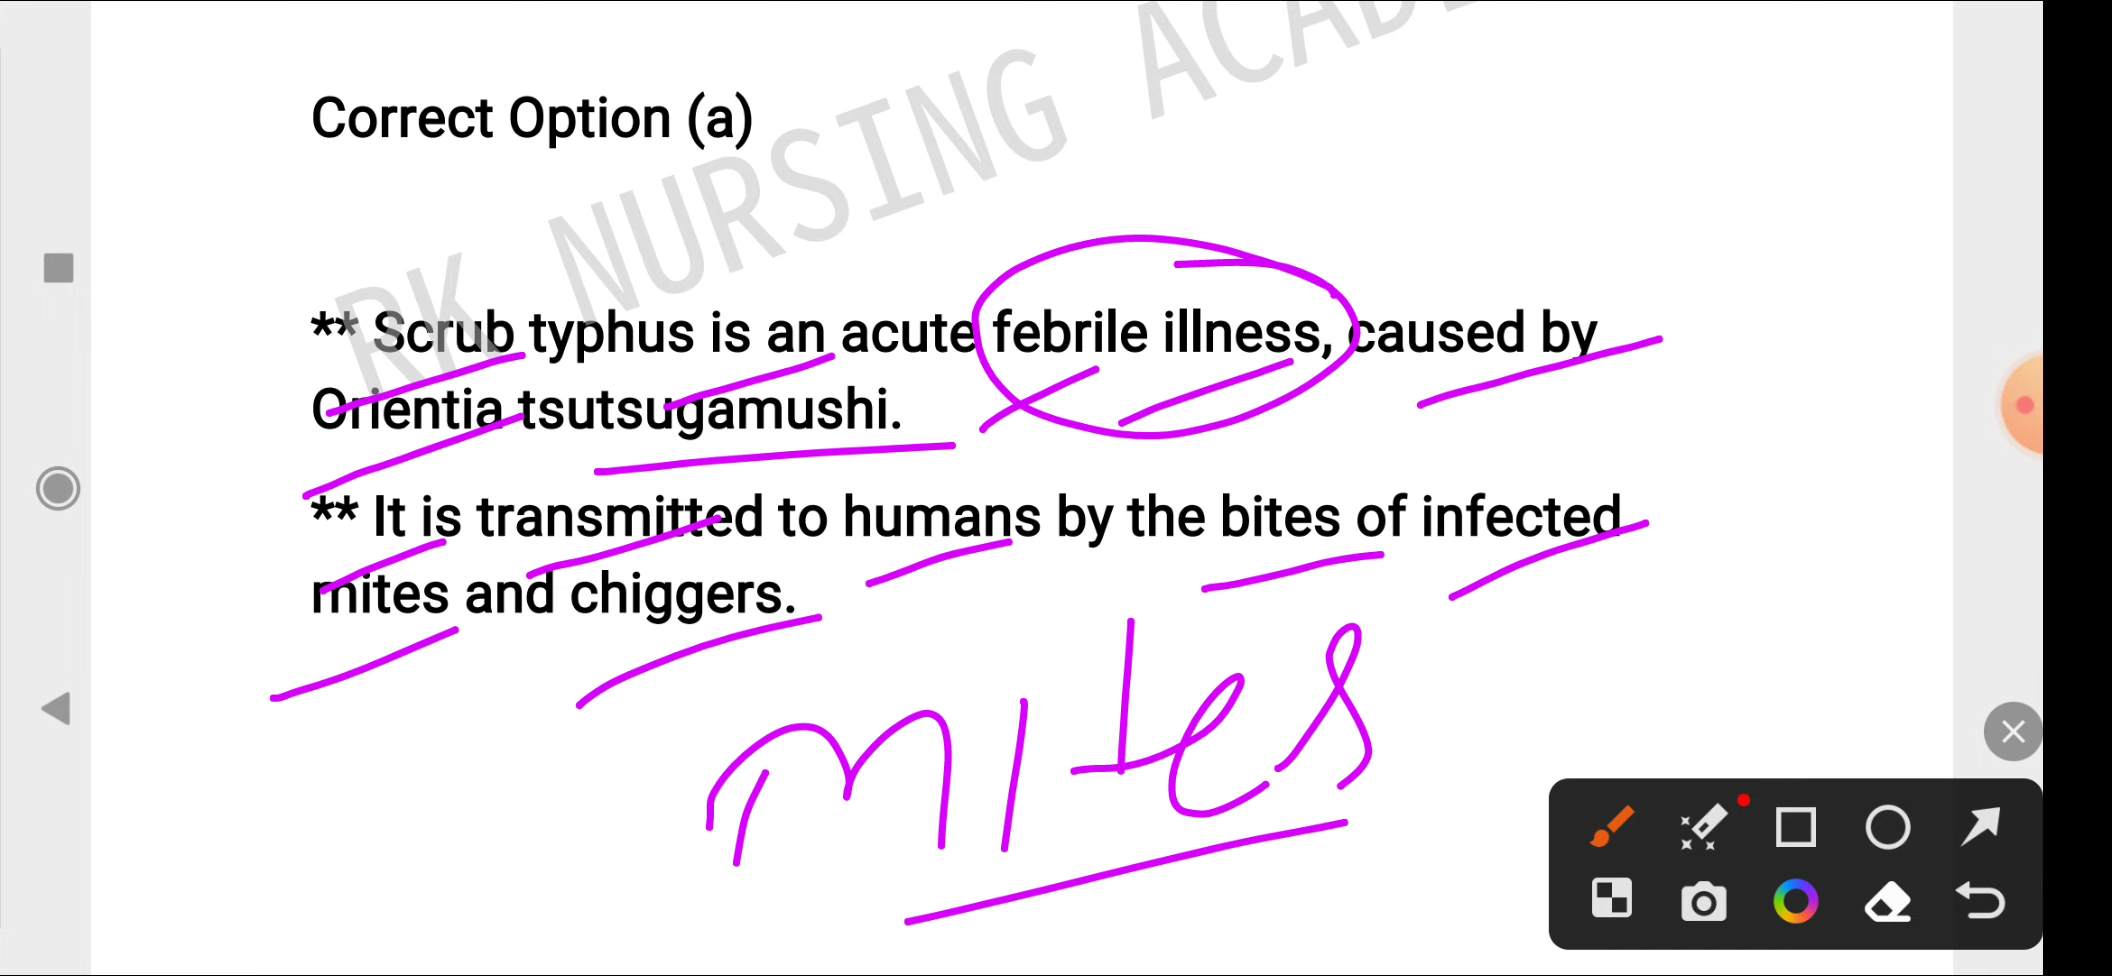 RK NURSING ACADE
Correct Option (a)
** Scrub typhus is an acute febrile illness, caused by
Orientia tsutsugamushi.
** It is transmitted to humans by the bites of infected
mites and chiggers.
mites